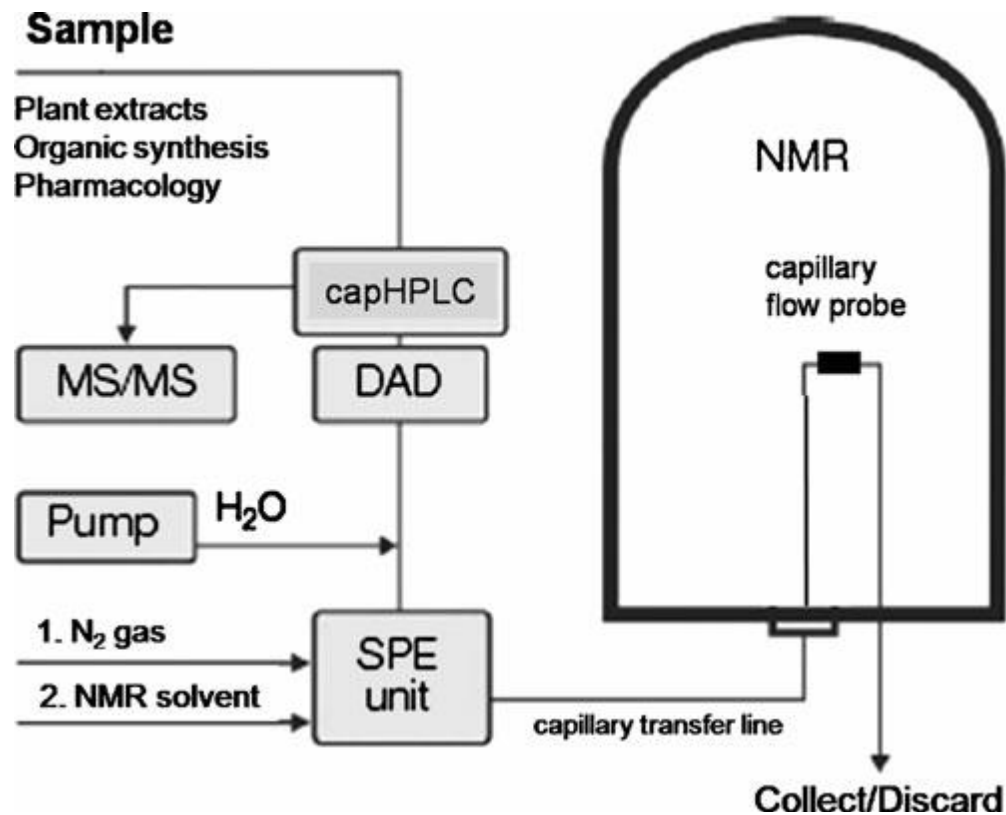 Sample
Plant extracts
Organic synthesis
Pharmacology
NMR
capillary
flow probe
capHPLC
MS/MS
DAD
Pump
H₂O
1. N₂ gas
2. NMR solvent
SPE
unit
capillary transfer line
Collect/Discard